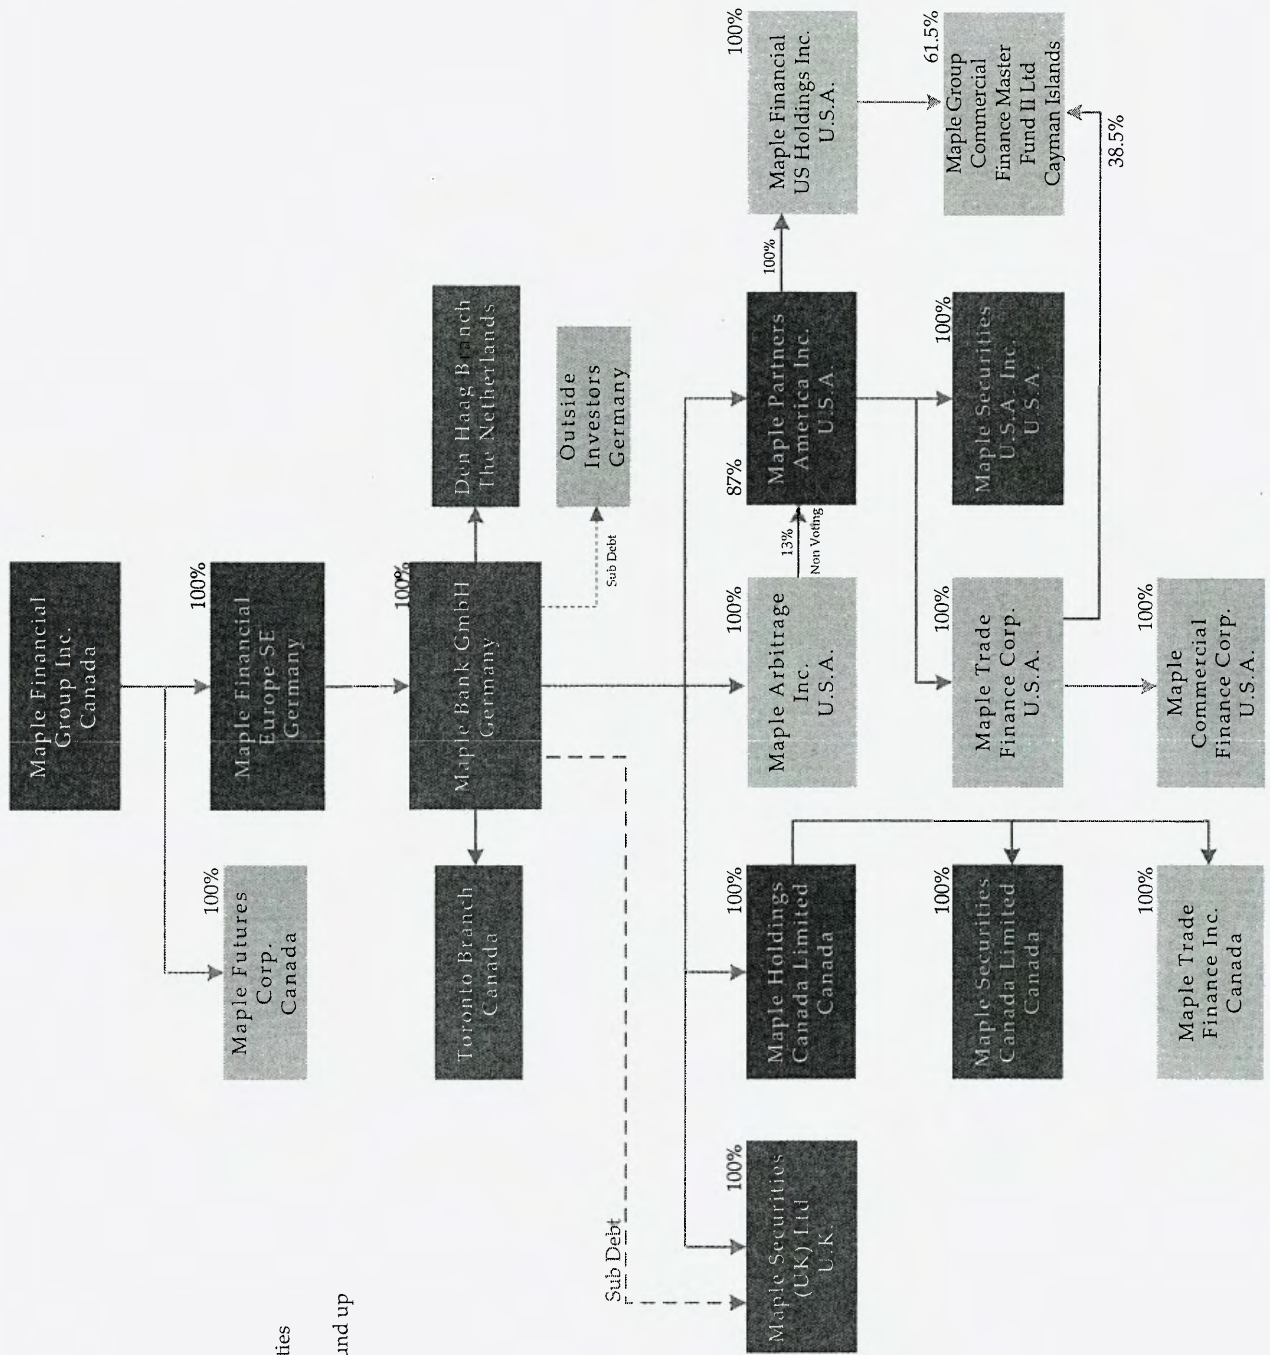 Maple Financial
Group Inc.
Canada
100%
Maple Futures
Corp.
Canada
100%
Maple Financial
Europe SE
Germany
100%
Maple Bank GmbH
Germany
Toronto Branch
Canada
Den Haag Branch
The Netherlands
Outside
Investors
Germany
Sub Debt
Sub Debt
100%
Maple Securities
(UK) Ltd
U.K.
100%
Maple Holdings
Canada Limited
Canada
100%
Maple Arbitrage
Inc.
U.S.A.
13%
Non Voting
87%
Maple Partners
America Inc.
U.S.A.
100%
100%
Maple Financial
US Holdings Inc.
U.S.A.
100%
Maple Securities
Canada Limited
Canada
100%
Maple Trade
Finance Corp.
U.S.A.
100%
Maple Securities
U.S.A. Inc.
U.S.A.
61.5%
Maple Group
Commercial
Finance Master
Fund II Ltd
Cayman Islands
38.5%
100%
Maple Trade
Finance Inc.
Canada
100%
Maple
Commercial
Finance Corp.
U.S.A.
ties
und up